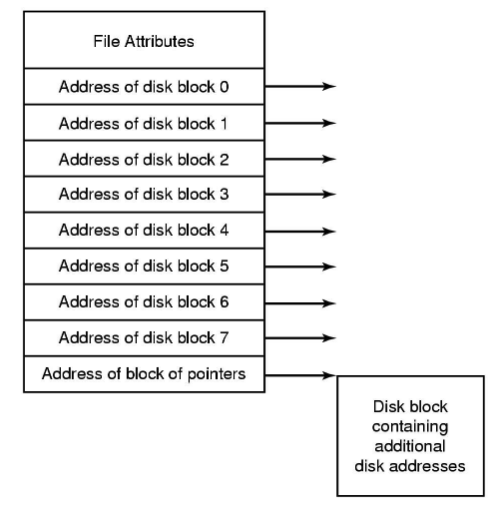 File Attributes
Address of disk block 0
Address of disk block 1
Address of disk block 2
Address of disk block 3
Address of disk block 4
Address of disk block 5
Address of disk block 6
Address of disk block 7
Address of block of pointers
Disk block
containing
additional
disk addresses